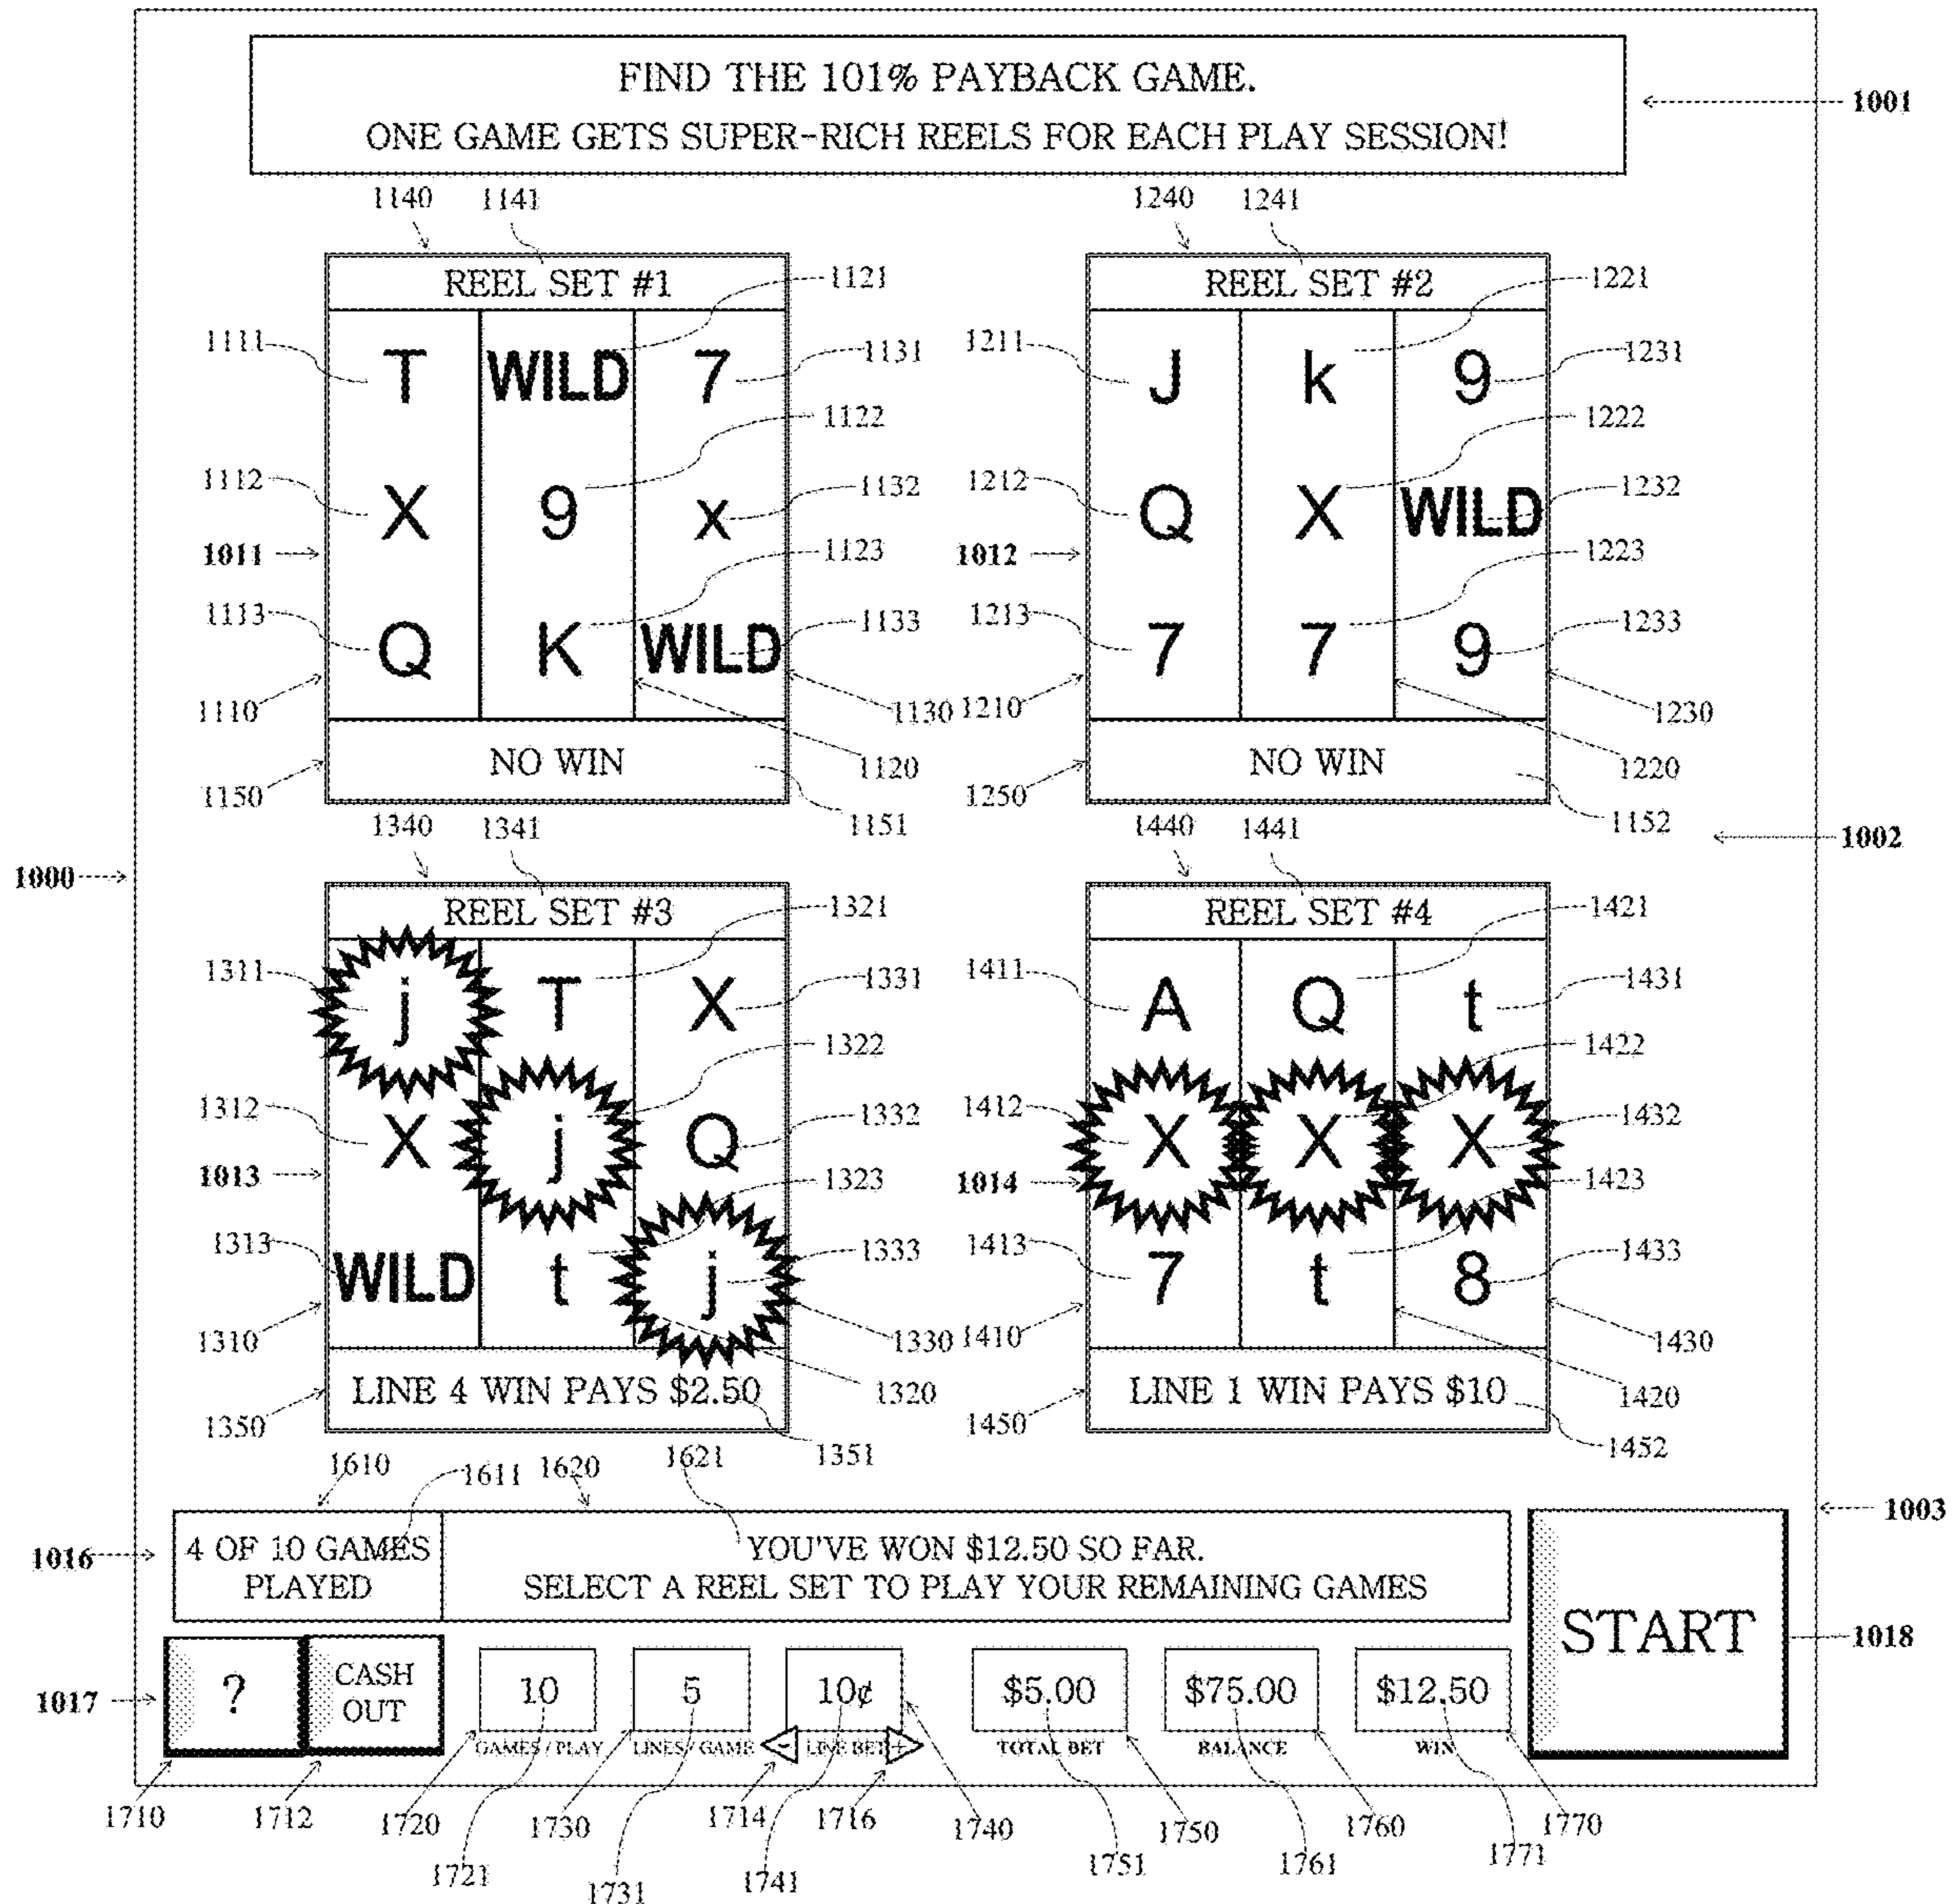 FIND THE 101% PAYBACK GAME.
1001
ONE GAME GETS SUPER-RICH REELS FOR EACH PLAY SESSION!
1140 1141 1240 1241
REEL SET #1 1121 REEL SET #2 1221
1111 T WILD 7 1131 1211 J k 9 1231
1122 1222
1112 X 9 x 1132 1212 Q X WILD 1232
1011 1123 1012 1223
1113 Q K WILD 1133 1213 7 7 9 1233
1110 1130 1210 1230
NO WIN 1120 NO WIN 1220
1150 1151 1250 1152
1340 1341 1440 1441 1002
1000
REEL SET #3 1321 REEL SET #4 1421
1311 j T X 1331 1411 A Q t 1431
1322 1422
1312 X j Q 1332 1412 X X X 1432
1013 1323 1014 1423
1313 WILD t j 1333 1413 7 t 8 1433
1310 1330 1410 1430
LINE 4 WIN PAYS $2.50 1320 LINE 1 WIN PAYS $10 1420
1350 1351 1450 1452
1610 1611 1620 1621
1003
1016 4 OF 10 GAMES YOU'VE WON $12.50 SO FAR.
PLAYED SELECT A REEL SET TO PLAY YOUR REMAINING GAMES
START 1018
1017 ? CASH OUT 10 5 10¢ $5.00 $75.00 $12.50
GAMES / PLAY LINES / GAME - LINE BET + TOTAL BET BALANCE WIN
1710 1712 1720 1730 1714 1716 1740 1750 1760 1770
1721 1731 1741 1751 1761 1771